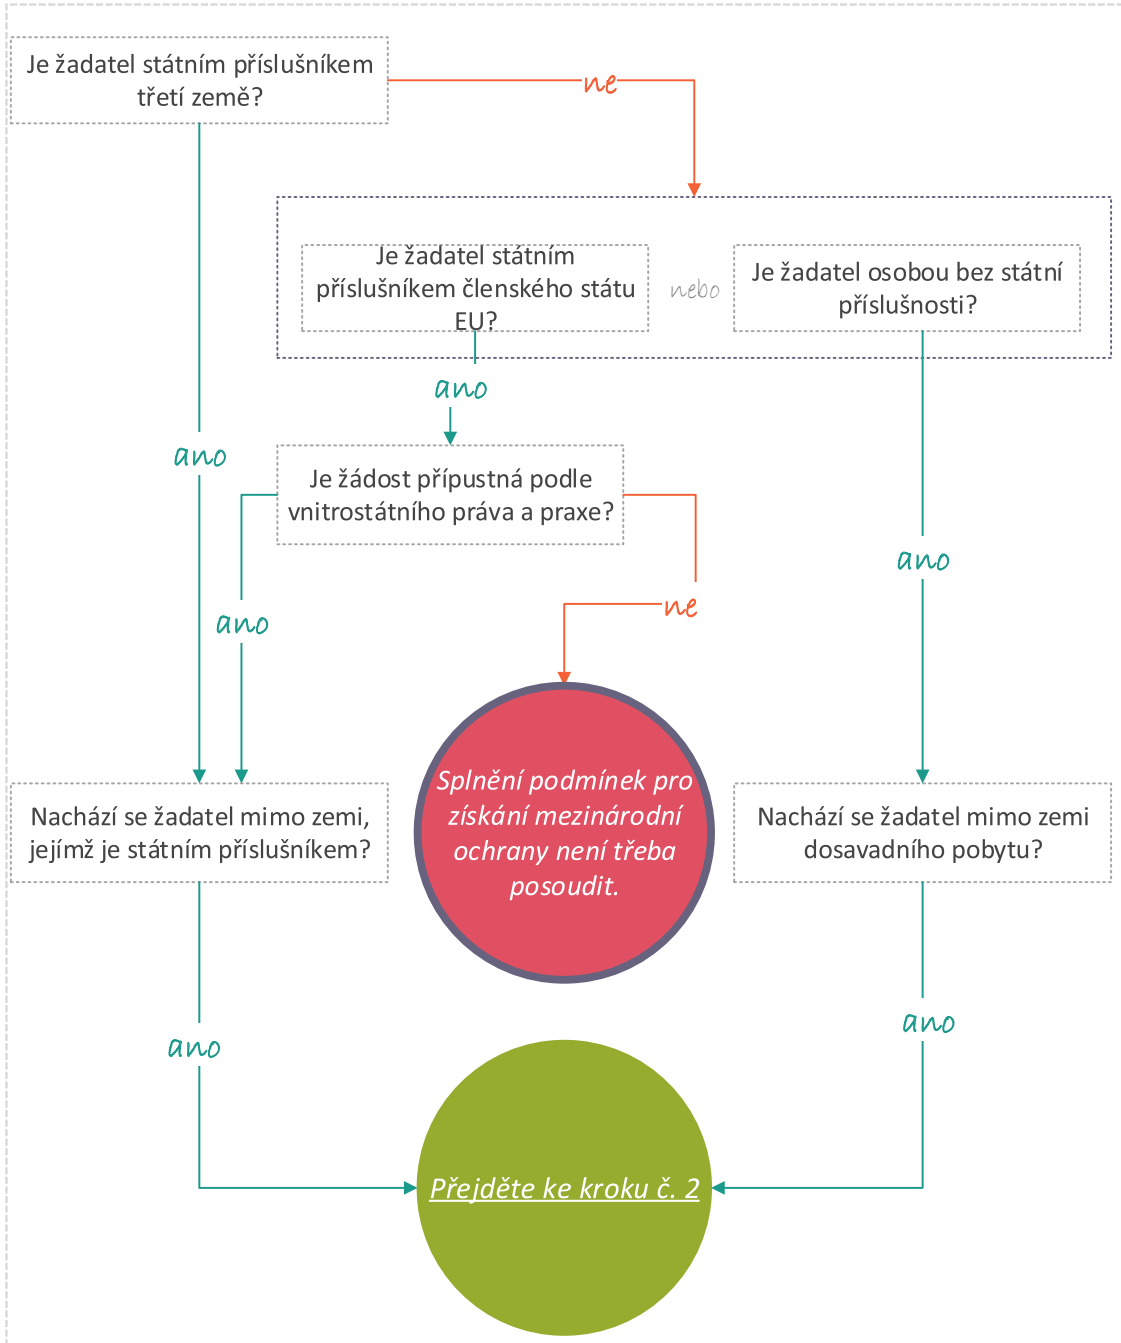 Je žadatel státním příslušníkem
třetí země?
ne
Je žadatel státním
příslušníkem členského státu
EU?
nebo
Je žadatel osobou bez státní
příslušnosti?
ano
ano
Je žádost přípustná podle
vnitrostátního práva a praxe?
ano
ne
ano
Nachází se žadatel mimo zemi,
jejímž je státním příslušníkem?
Splnění podmínek pro
získání mezinárodní
ochrany není třeba
posoudit.
Nachází se žadatel mimo zemi
dosavadního pobytu?
ano
ano
Přejděte ke kroku č. 2